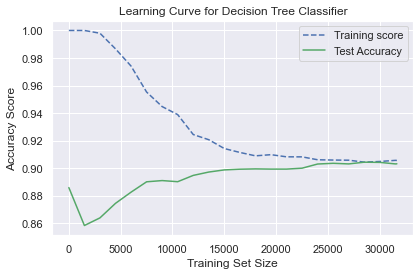 Learning Curve for Decision Tree Classifier
Training score
Test Accuracy
Accuracy Score
1.00
0.98
0.96
0.94
0.92
0.90
0.88
0.86
0 5000 10000 15000 20000 25000 30000
Training Set Size